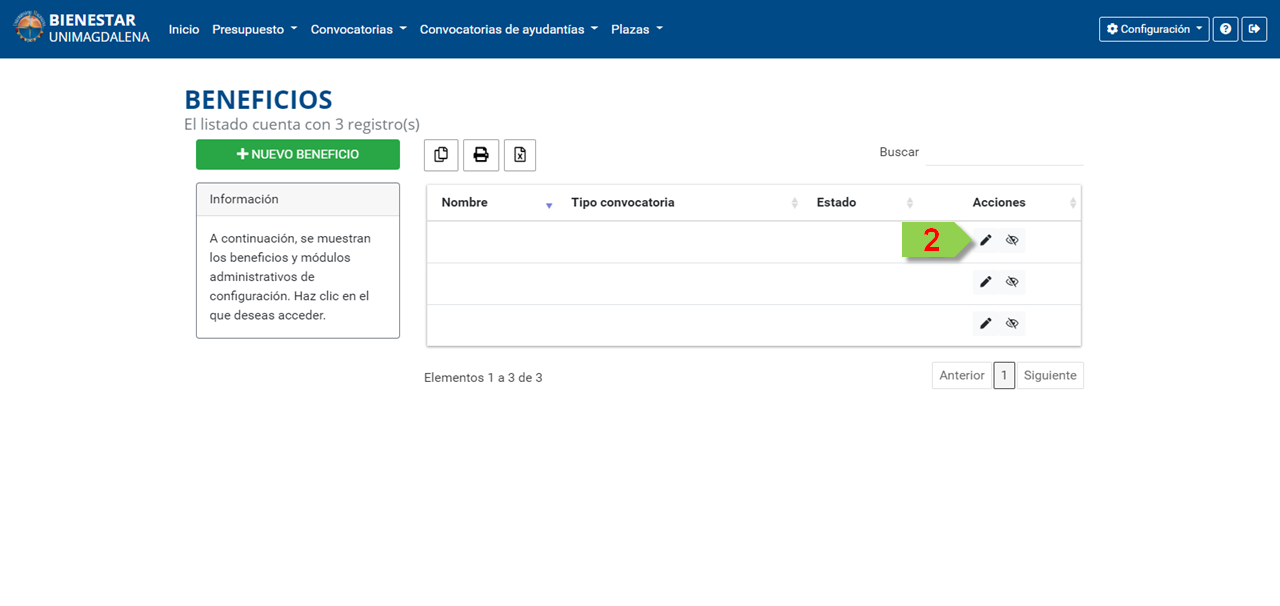 BIENESTAR
UNIMAGDALENA
Inicio Presupuesto Convocatorias Convocatorias de ayudantías Plazas Configuración
BENEFICIOS
El listado cuenta con 3 registro(s)
NUEVO BENEFICIO
Buscar
Información
A continuación, se muestran
los beneficios y módulos
administrativos de
configuración. Haz clic en el
que deseas acceder.
Nombre Tipo convocatoria Estado Acciones
2
Elementos 1 a 3 de 3
Anterior 1 Siguiente